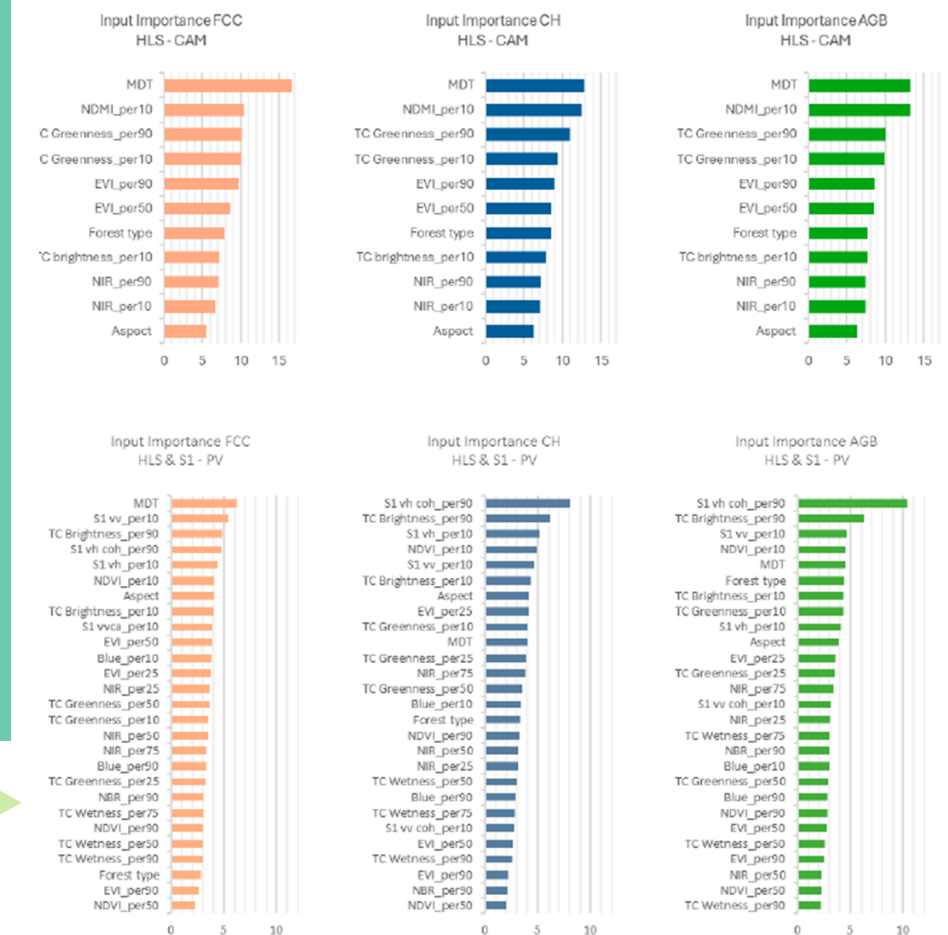 Input Importance FCC
HLS - CAM
MDT
NDMI_per10
C Greenness_per90
C Greenness_per10
EVI_per90
EVI_per50
Forest type
C brightness_per10
NIR_per90
NIR_per10
Aspect
0 5 10 15
Input Importance CH
HLS - CAM
MDT
NDMI_per10
TC Greenness_per90
TC Greenness_per10
EVI_per90
EVI_per50
Forest type
TC brightness_per10
NIR_per90
NIR_per10
Aspect
0 5 10 15
Input Importance AGB
HLS - CAM
MDT
NDMI_per10
TC Greenness_per90
TC Greenness_per10
EVI_per90
EVI_per50
Forest type
TC brightness_per10
NIR_per90
NIR_per10
Aspect
0 5 10 15
Input Importance FCC
HLS & S1 - PV
MDT
S1 vv_per10
TC Brightness_per90
S1 vh coh_per90
S1 vh_per10
NDVI_per10
Aspect
TC Brightness_per10
S1 vvca_per10
EVI_per50
Blue_per10
EVI_per25
NIR_per25
TC Greenness_per50
TC Greenness_per10
NIR_per50
NIR_per75
Blue_per90
TC Greenness_per25
NBR_per90
TC Wetness_per75
NDVI_per90
TC Wetness_per50
TC Wetness_per90
Forest type
EVI_per90
NDVI_per50
0 5 10
Input Importance CH
HLS & S1 - PV
S1 vh coh_per90
TC Brightness_per90
S1 vh_per10
NDVI_per10
S1 vv_per10
TC Brightness_per10
Aspect
EVI_per25
TC Greenness_per10
MDT
TC Greenness_per25
NIR_per75
TC Greenness_per50
Blue_per10
Forest type
NDVI_per90
NIR_per50
NIR_per25
TC Wetness_per50
Blue_per90
TC Wetness_per75
S1 vv coh_per10
EVI_per50
TC Wetness_per90
EVI_per90
NBR_per90
NDVI_per50
0 5 10
Input Importance AGB
HLS & S1 - PV
S1 vh coh_per90
TC Brightness_per90
S1 vv_per10
NDVI_per10
MDT
Forest type
TC Brightness_per10
TC Greenness_per10
S1 vh_per10
Aspect
EVI_per25
TC Greenness_per25
NIR_per75
S1 vv coh_per10
NIR_per25
TC Wetness_per75
NBR_per90
Blue_per10
TC Greenness_per50
Blue_per90
NDVI_per90
EVI_per50
TC Wetness_per50
EVI_per90
NIR_per50
NDVI_per50
TC Wetness_per90
0 5 10